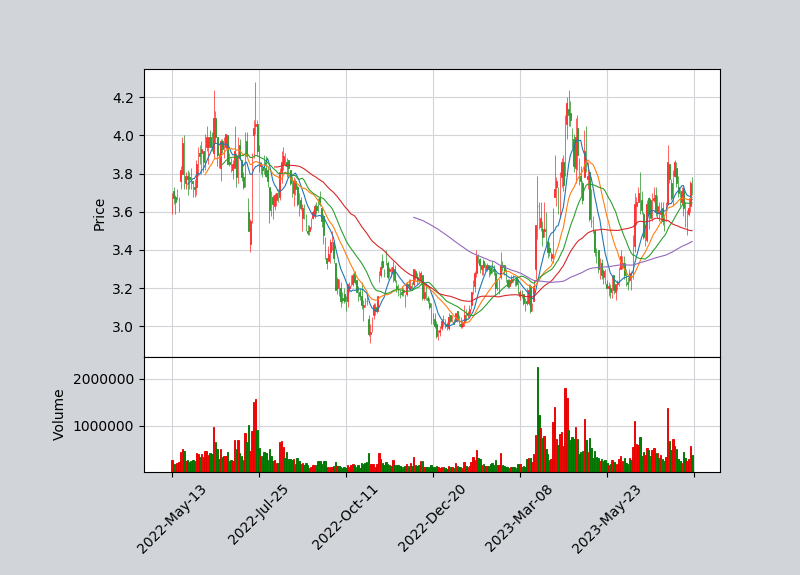 4.2
4.0
3.8
3.6
3.4
3.2
3.0
Price
2000000
1000000
Volume
2022-May-13
2022-Jul-25
2022-Oct-11
2022-Dec-20
2023-Mar-08
2023-May-23